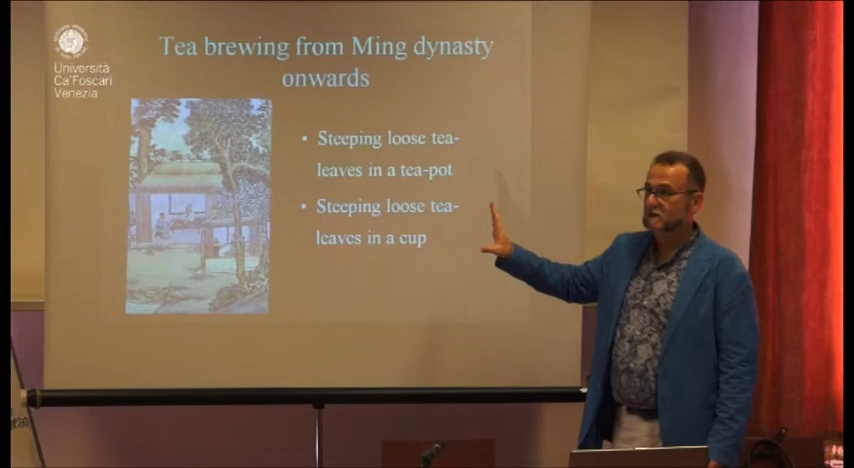 Università
Ca'Foscari
Venezia
Tea brewing from Ming dynasty
onwards
• Steeping loose tea-
leaves in a tea-pot
• Steeping loose tea-
leaves in a cup